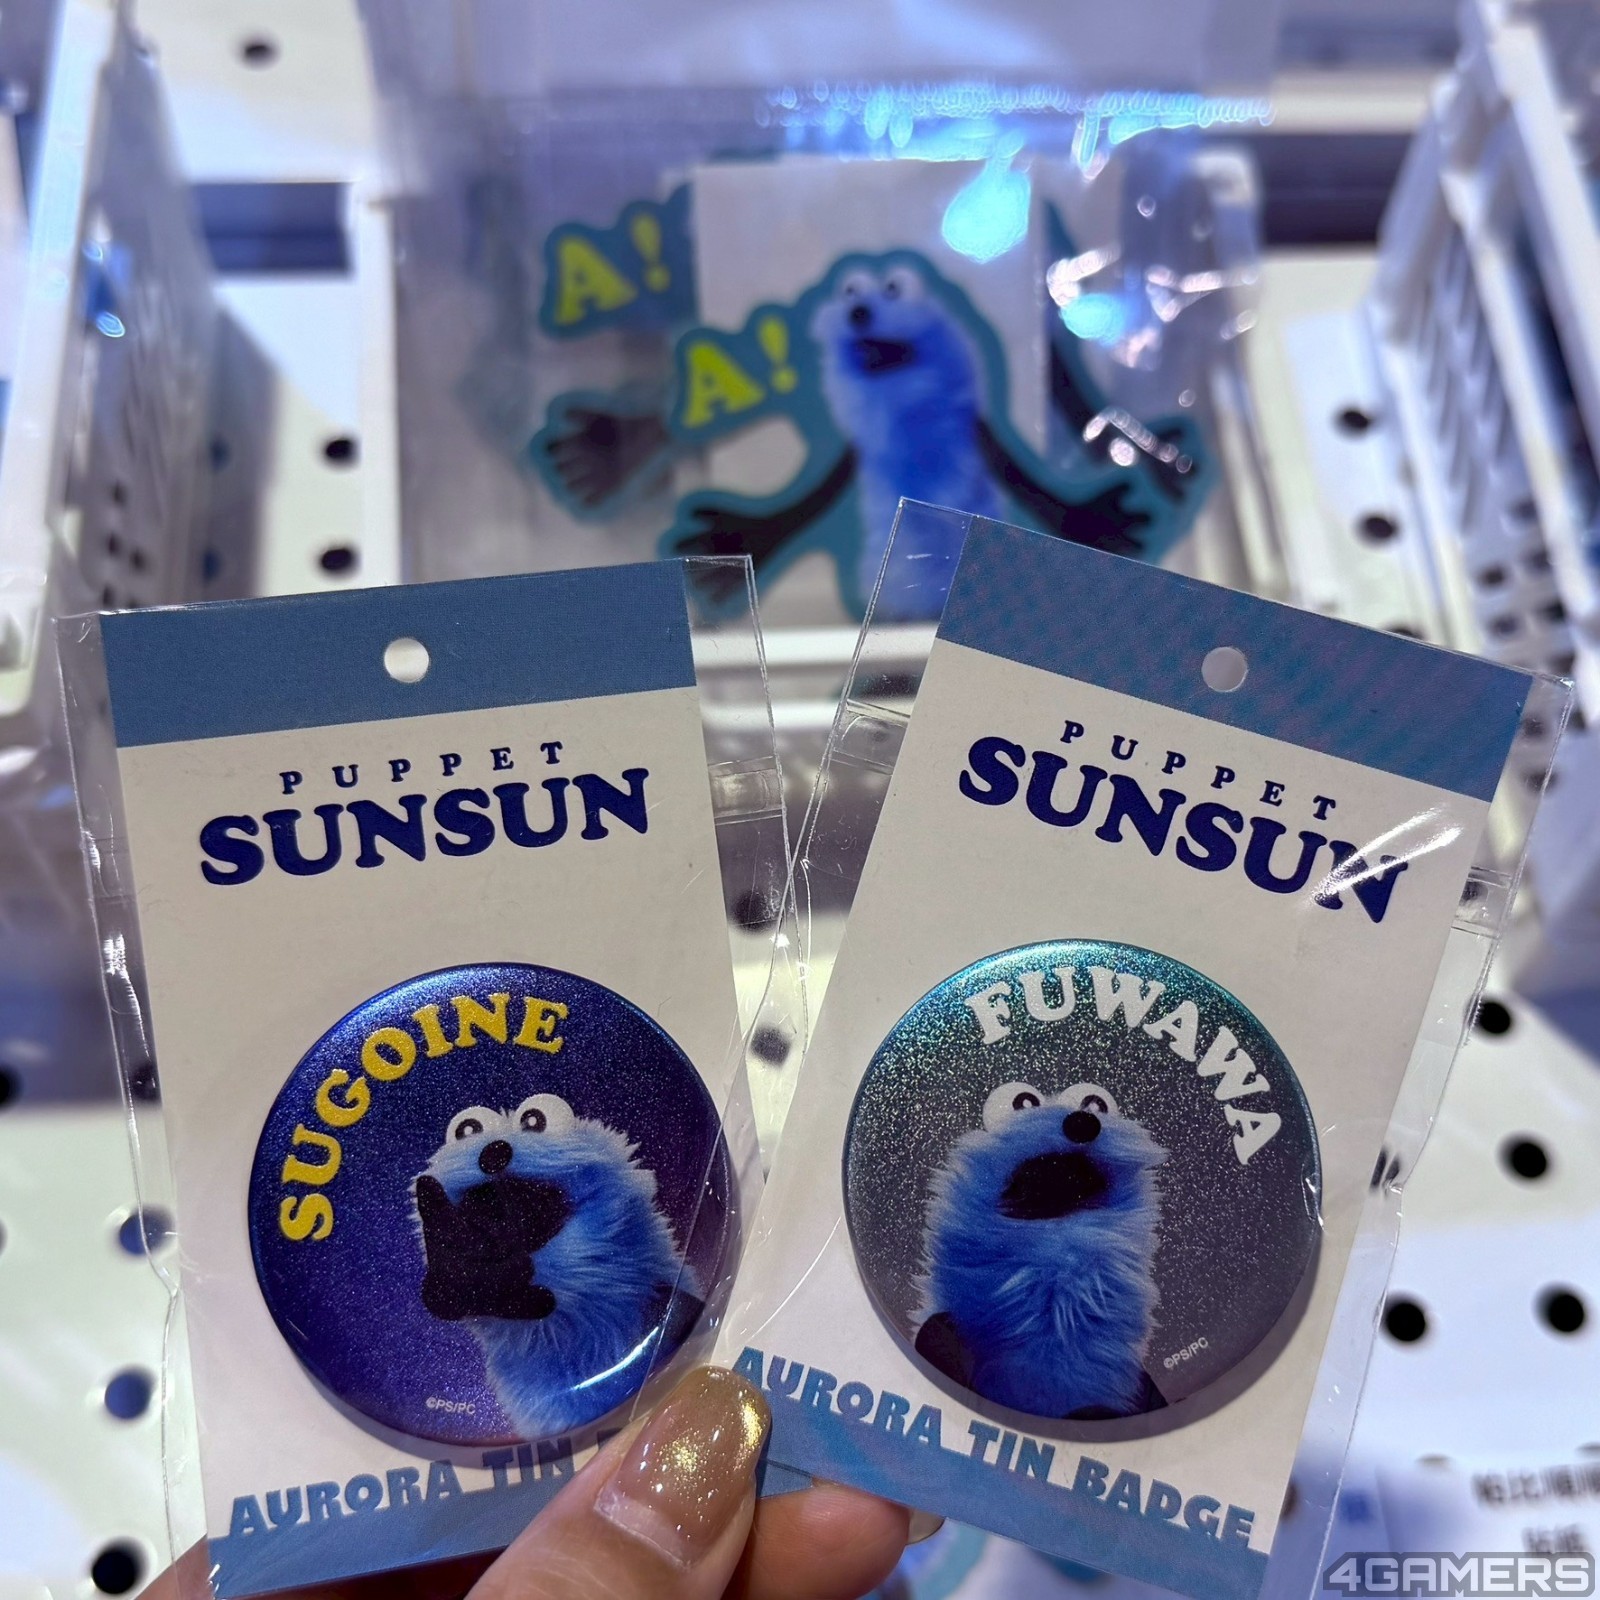 A!
A!
PUPPET
SUNSUN
SUGOINE
©PS/PC
AURORA TIN
PUPPET
SUNSUN
FUWAWA
©PS/PC
AURORA TIN BADGE
4GAMERS